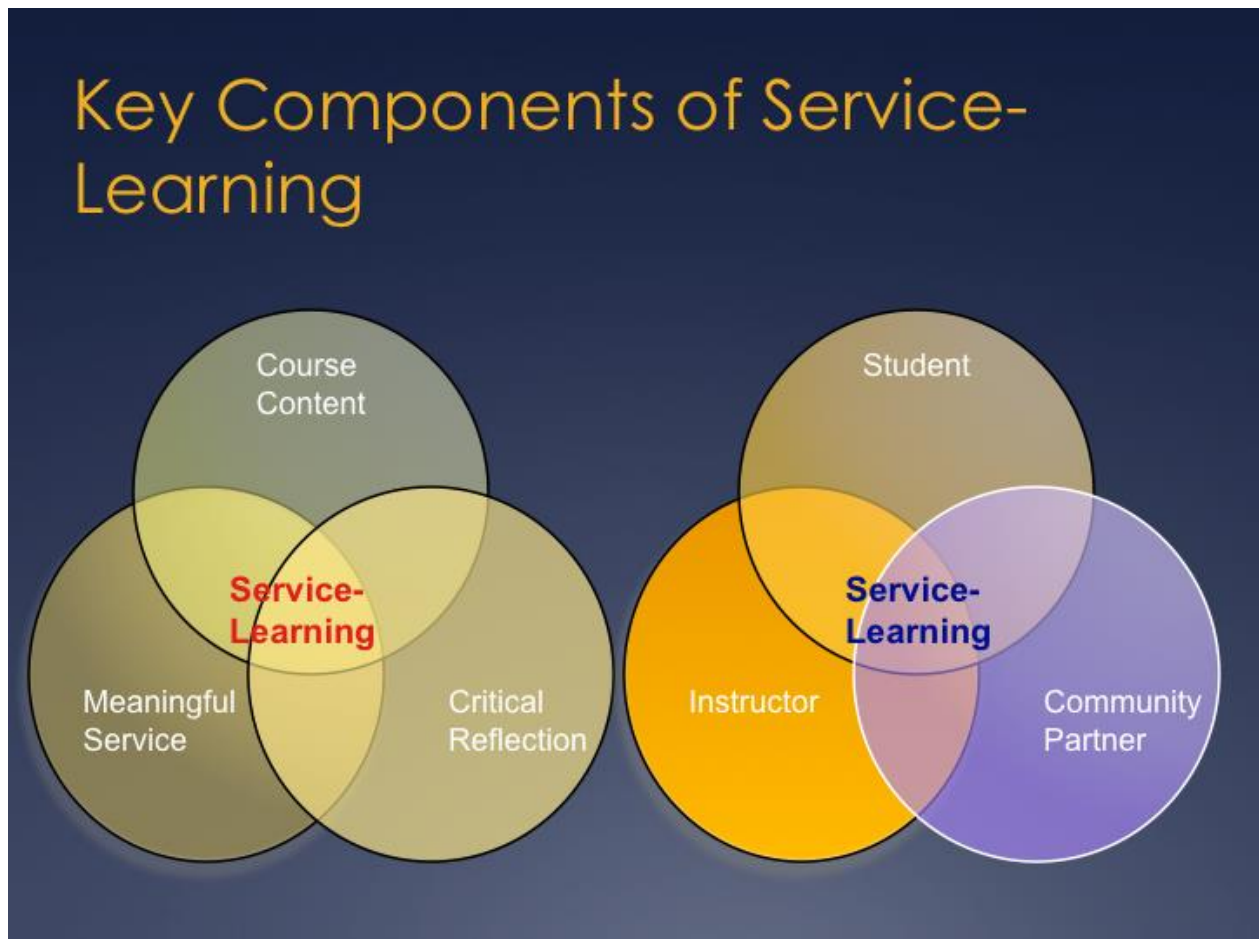 Key Components of Service-
Learning
Course
Content
Service-
Learning
Meaningful
Service
Critical
Reflection
Student
Service-
Learning
Instructor
Community
Partner